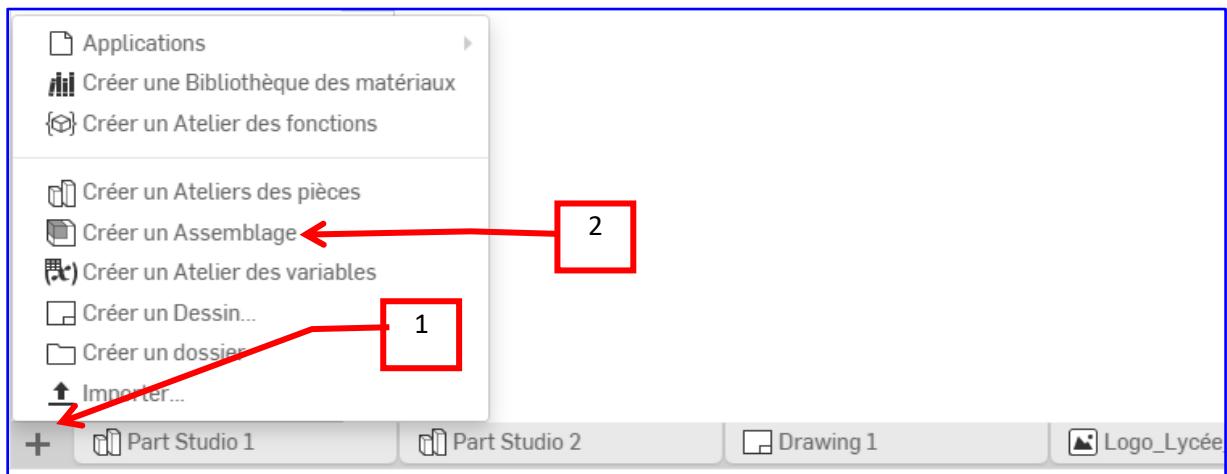 Applications
Créer une Bibliothèque des matériaux
Créer un Atelier des fonctions
Créer un Ateliers des pièces
Créer un Assemblage
2
Créer un Atelier des variables
Créer un Dessin...
1
Créer un dossier
Importer...
+ Part Studio 1 Part Studio 2 Drawing 1 Logo_Lycée